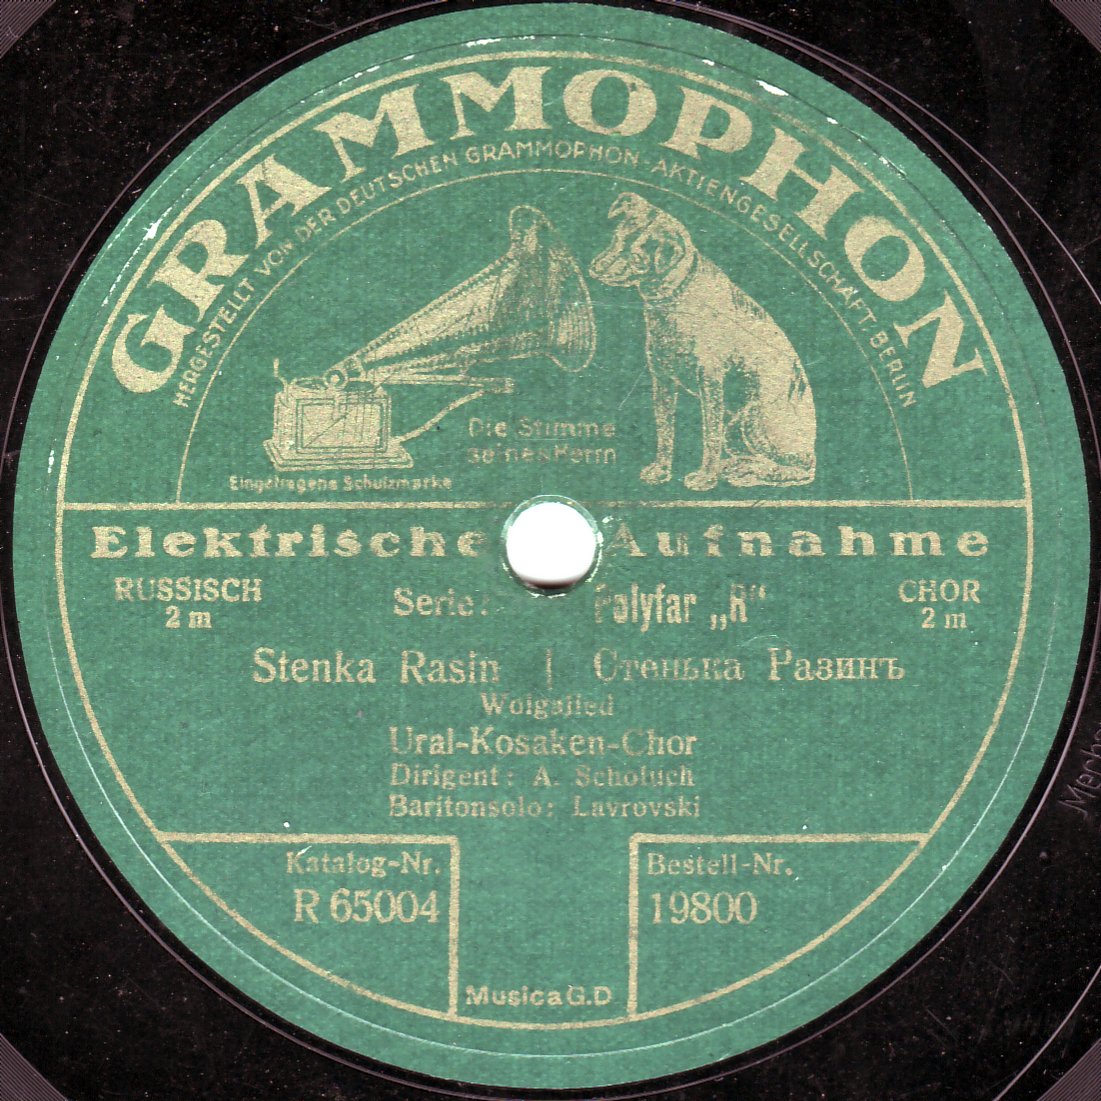 GRAMMOPHON
HERGESTELLT VON DER DEUTSCHEN GRAMMOPHON-AKTIENGESELLSCHAFT·BERLIN
Die Stimme
seines Herrn
Eingetragene Schutzmarke
Elektrische Aufnahme
RUSSISCH
2 m
Serie: Polyfar „R“
CHOR
2 m
Stenka Rasin | Стенька Разинъ
Wolgalied
Ural-Kosaken-Chor
Dirigent: A. Scholuch
Baritonsolo: Lavrovski
Katalog-Nr.
R 65004
Bestell-Nr.
19800
Musica G.D